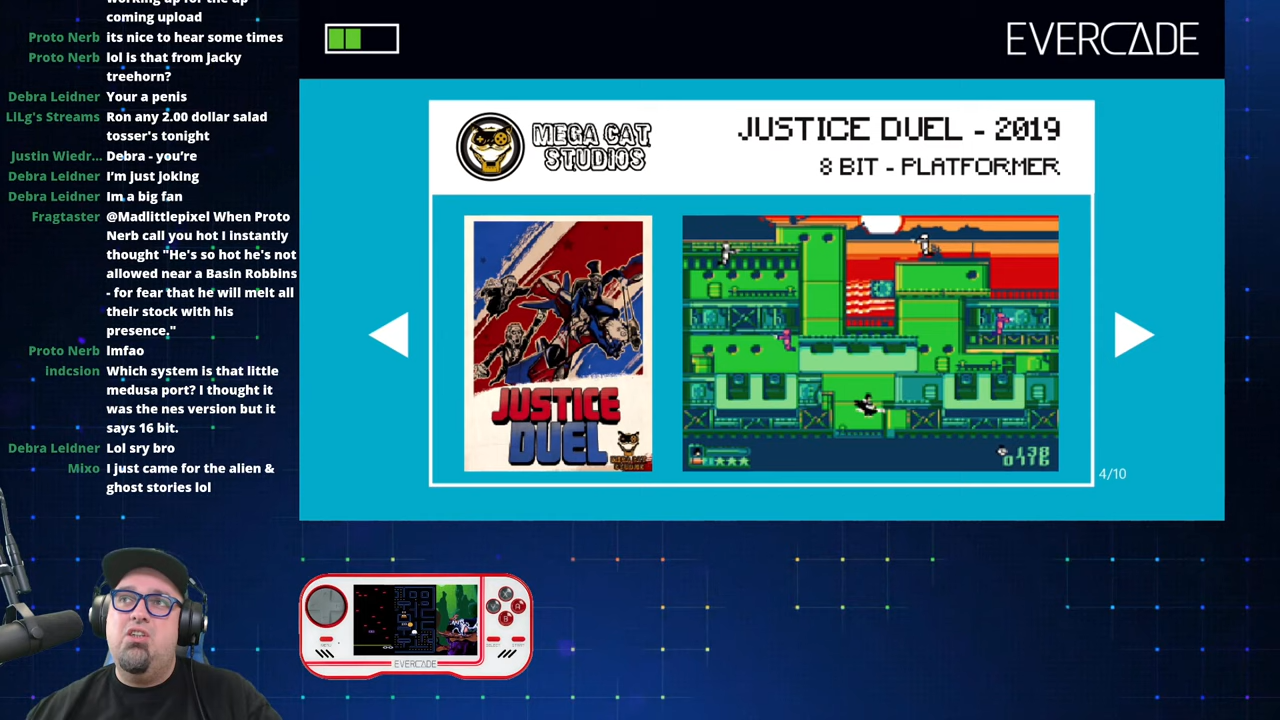 working up for the up
coming upload
Proto Nerb its nice to hear some times
Proto Nerb lol Is that from Jacky
treehorn?
Debra Leidner Your a penis
LiLg's Streams Ron any 2.00 dollar salad
tosser's tonight
Justin Wiedr... Debra - you're
Debra Leidner I'm just joking
Debra Leidner Im a big fan
Fragtaster @Madlittlepixel When Proto
Nerb call you hot I instantly
thought "He's so hot he's not
allowed near a Basin Robbins
- for fear that he will melt all
their stock with his
presence."
Proto Nerb lmfao
indcsion Which system is that little
medusa port? I thought it
was the nes version but it
says 16 bit.
Debra Leidner Lol sry bro
Mixo I just came for the alien &
ghost stories lol
EVERCADE
MEGA CAT
STUDIOS
JUSTICE DUEL - 2019
8 BIT - PLATFORMER
JUSTICE
DUEL
4/10
MENU
SELECT
START
EVERCADE